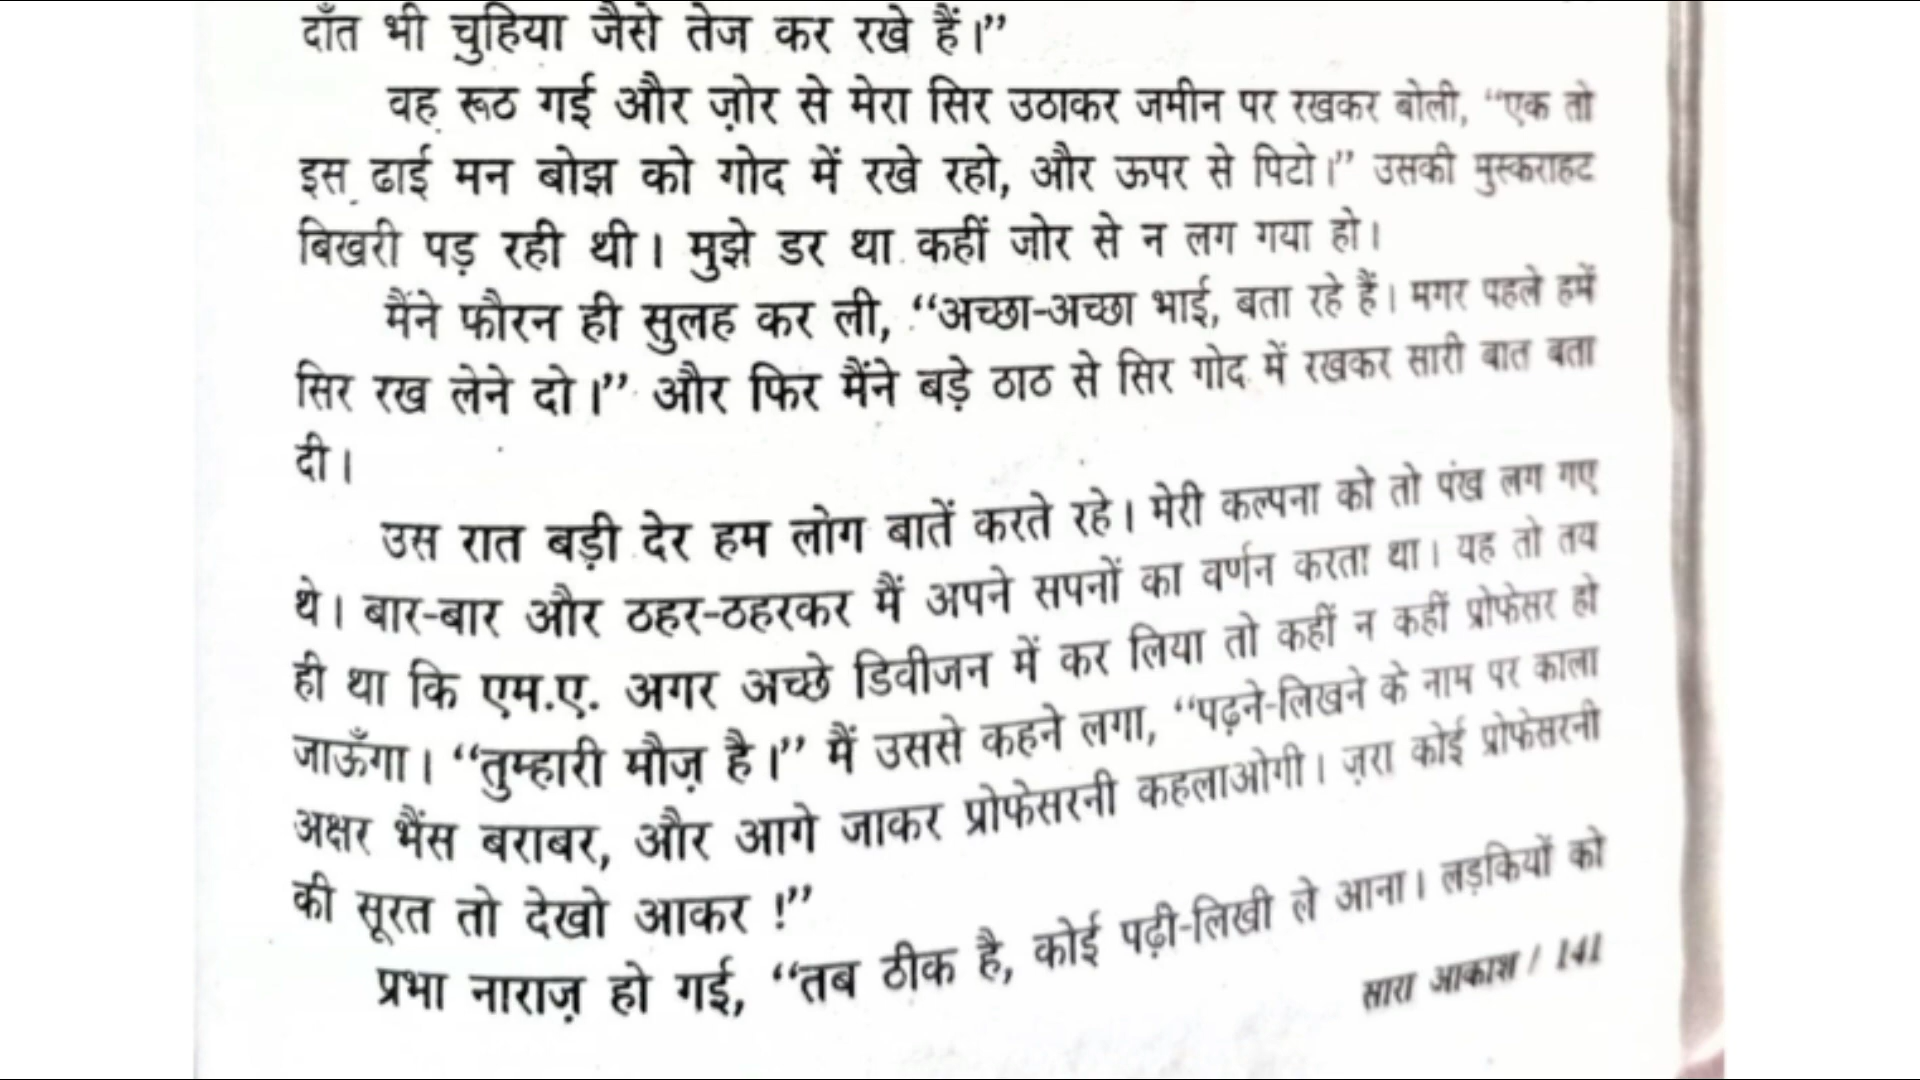 दाँत भी चुहिया जैसे तेज कर रखे हैं।”
वह रूठ गई और ज़ोर से मेरा सिर उठाकर जमीन पर रखकर बोली, “एक तो
इस ढाई मन बोझ को गोद में रखे रहो, और ऊपर से पिटो।” उसकी मुस्कराहट
बिखरी पड़ रही थी। मुझे डर था कहीं जोर से न लग गया हो।
मैंने फौरन ही सुलह कर ली, “अच्छा-अच्छा भाई, बता रहे हैं। मगर पहले हमें
सिर रख लेने दो।” और फिर मैंने बड़े ठाठ से सिर गोद में रखकर सारी बात बता
दी।
उस रात बड़ी देर हम लोग बातें करते रहे। मेरी कल्पना को तो पंख लग गए
थे। बार-बार और ठहर-ठहरकर मैं अपने सपनों का वर्णन करता था। यह तो तय
ही था कि एम.ए. अगर अच्छे डिवीजन में कर लिया तो कहीं न कहीं प्रोफेसर हो
जाऊँगा। “तुम्हारी मौज़ है।” मैं उससे कहने लगा, “पढ़ने-लिखने के नाम पर काला
अक्षर भैंस बराबर, और आगे जाकर प्रोफेसरनी कहलाओगी। ज़रा कोई प्रोफेसरनी
की सूरत तो देखो आकर !”
प्रभा नाराज़ हो गई, “तब ठीक है, कोई पढ़ी-लिखी ले आना। लड़कियों को
सारा आकाश / 141